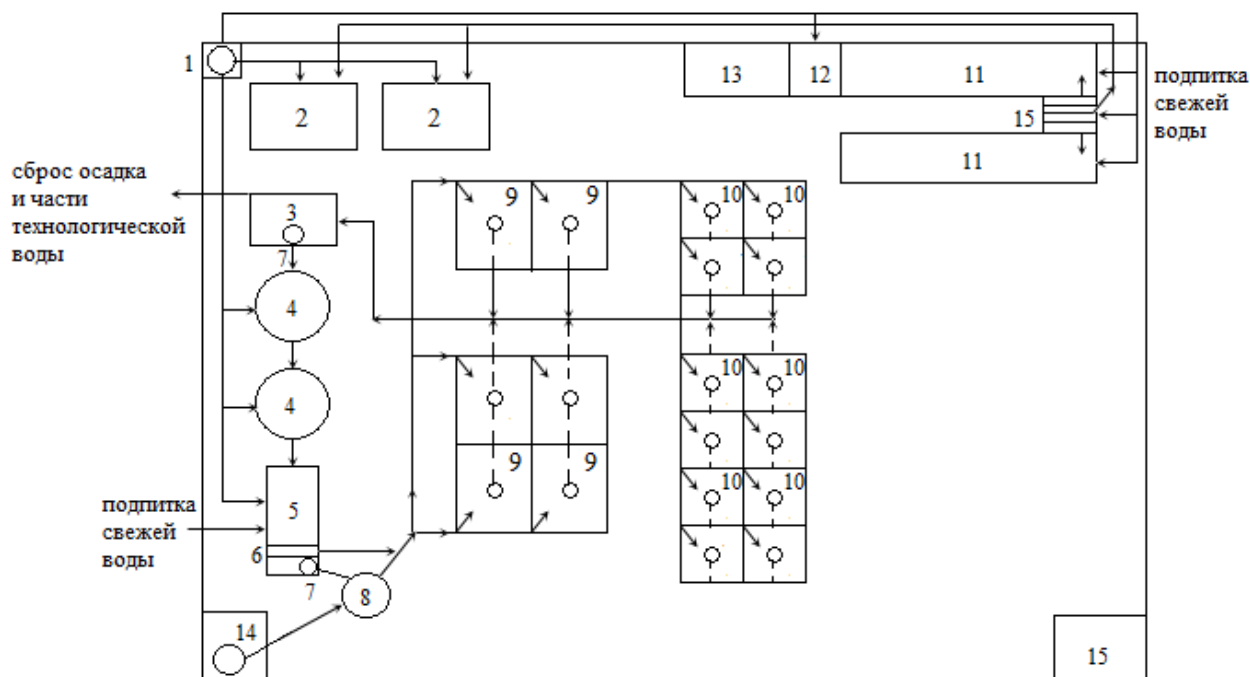 1
2
2
13
12
11
подпитка
свежей
воды
15
11
сброс осадка
и части
технологической
воды
3
7
9
9
10
10
4
4
10
10
9
9
10
10
5
подпитка
свежей
воды
6
7
8
14
15